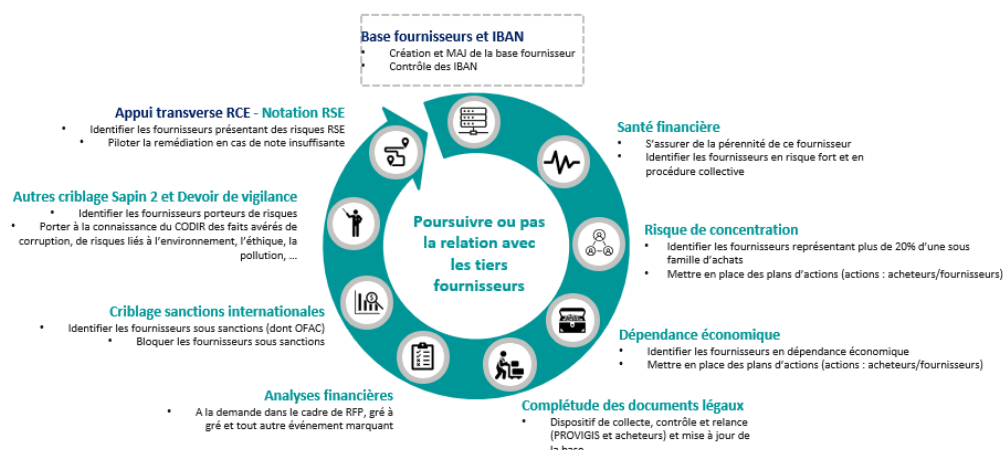 Base fournisseurs et IBAN
• Création et MAJ de la base fournisseur
• Contrôle des IBAN
Santé financière
• S'assurer de la pérennité de ce fournisseur
• Identifier les fournisseurs en risque fort et en
procédure collective
Risque de concentration
• Identifier les fournisseurs représentant plus de 20% d'une sous
famille d'achats
• Mettre en place des plans d'actions (actions : acheteurs/fournisseurs)
Dépendance économique
• Identifier les fournisseurs en dépendance économique
• Mettre en place des plans d'actions (actions : acheteurs/fournisseurs)
Complétude des documents légaux
• Dispositif de collecte, contrôle et relance
(PROVIGIS et acheteurs) et mise à jour de
la base
Analyses financières
• A la demande dans le cadre de RFP, gré à
gré et tout autre événement marquant
Criblage sanctions internationales
• Identifier les fournisseurs sous sanctions (dont OFAC)
• Bloquer les fournisseurs sous sanctions
Autres criblage Sapin 2 et Devoir de vigilance
• Identifier les fournisseurs porteurs de risques
• Porter à la connaissance du CODIR des faits avérés de
corruption, de risques liés à l'environnement, l'éthique, la
pollution, ...
Appui transverse RCE - Notation RSE
• Identifier les fournisseurs présentant des risques RSE
• Piloter la remédiation en cas de note insuffisante
Poursuivre ou pas
la relation avec
les tiers
fournisseurs